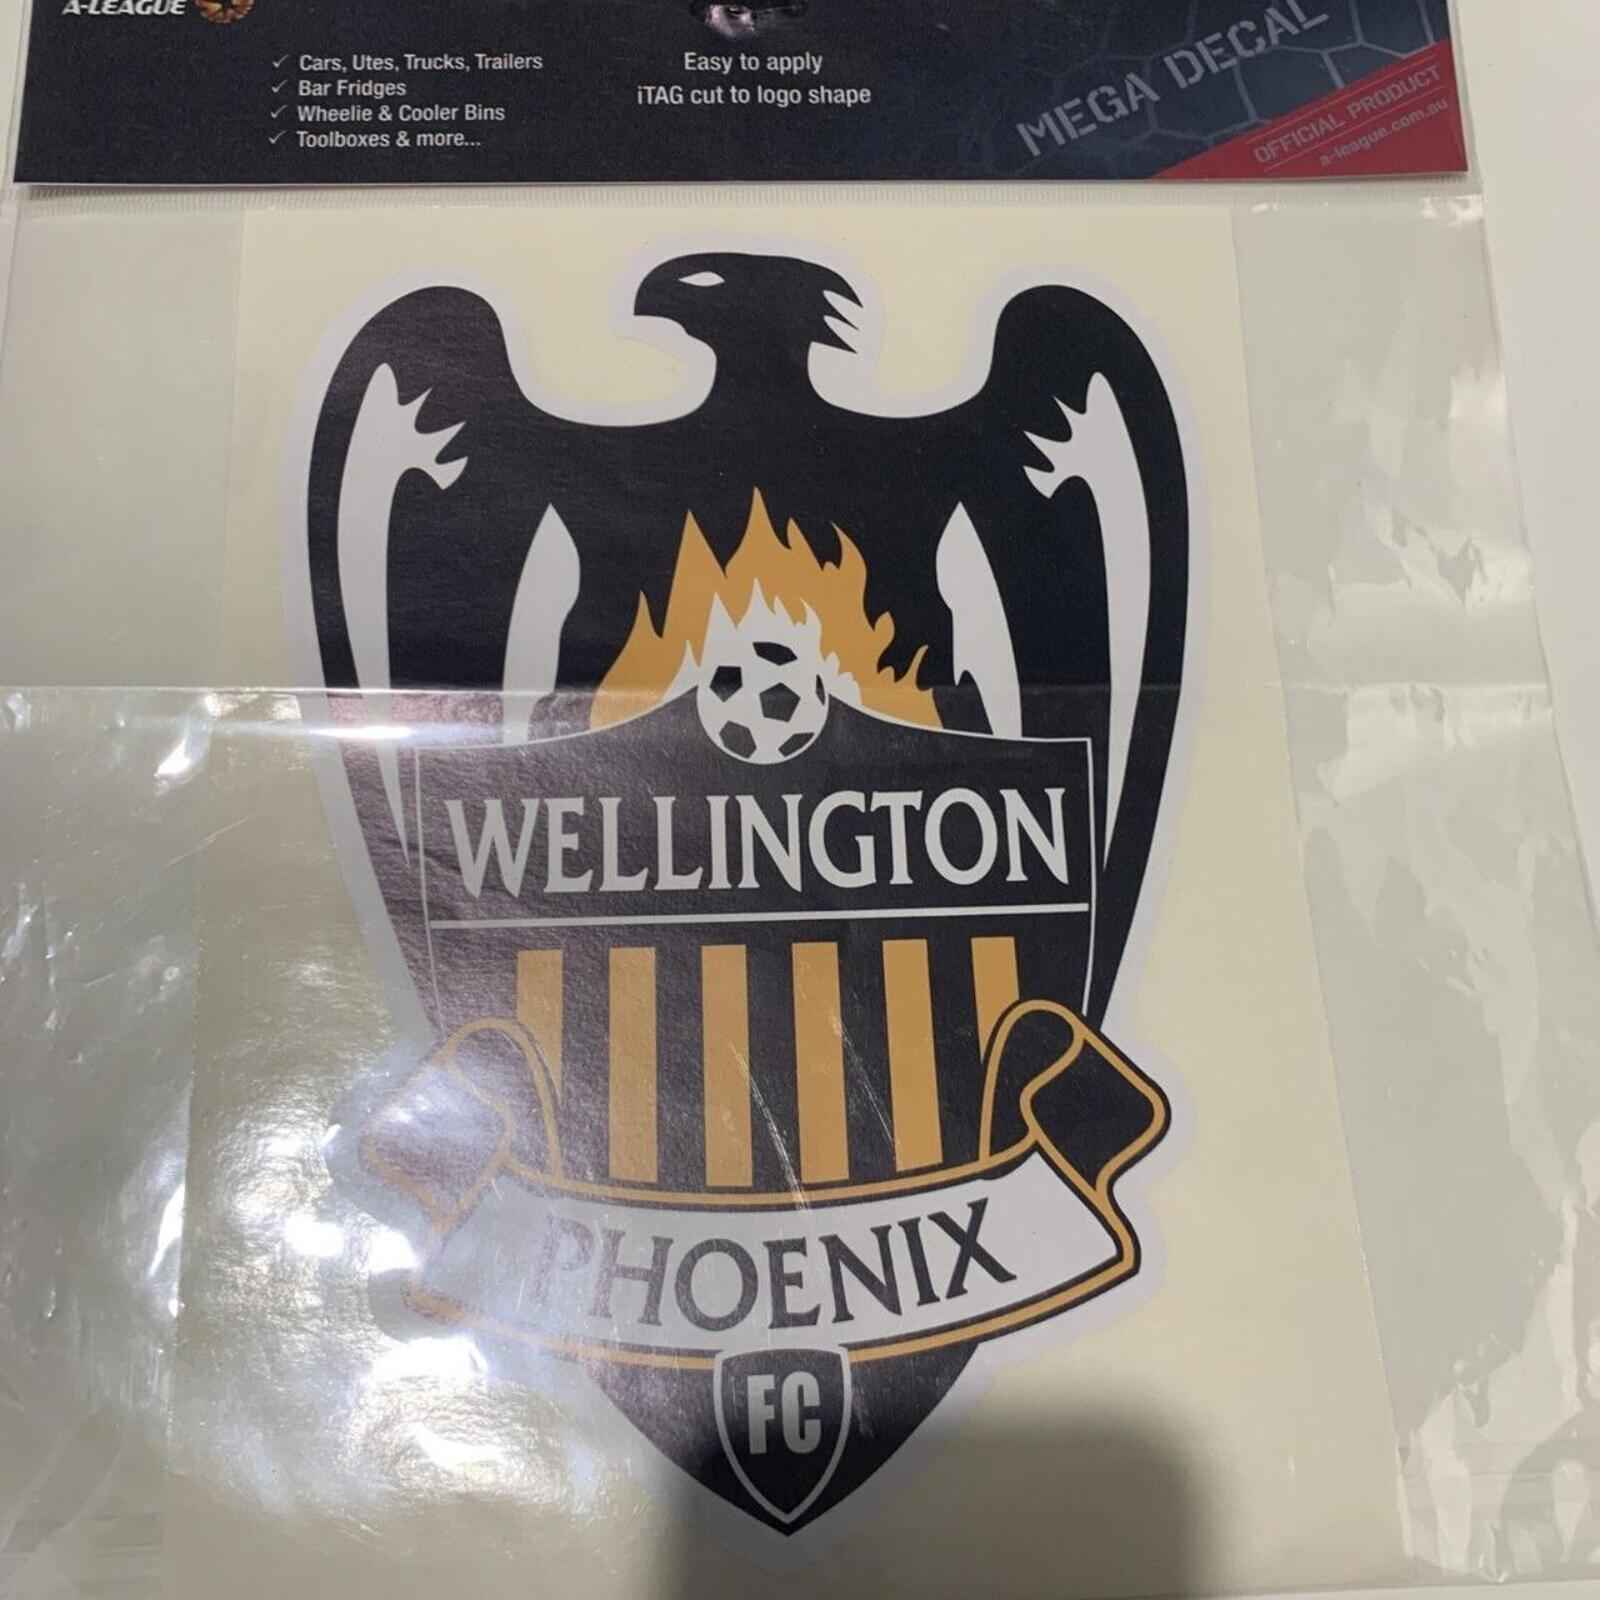 A-LEAGUE
✓ Cars, Utes, Trucks, Trailers
✓ Bar Fridges
✓ Wheelie & Cooler Bins
✓ Toolboxes & more...
Easy to apply
iTAG cut to logo shape
MEGA DECAL
OFFICIAL PRODUCT
a-league.com.au
WELLINGTON
PHOENIX
FC